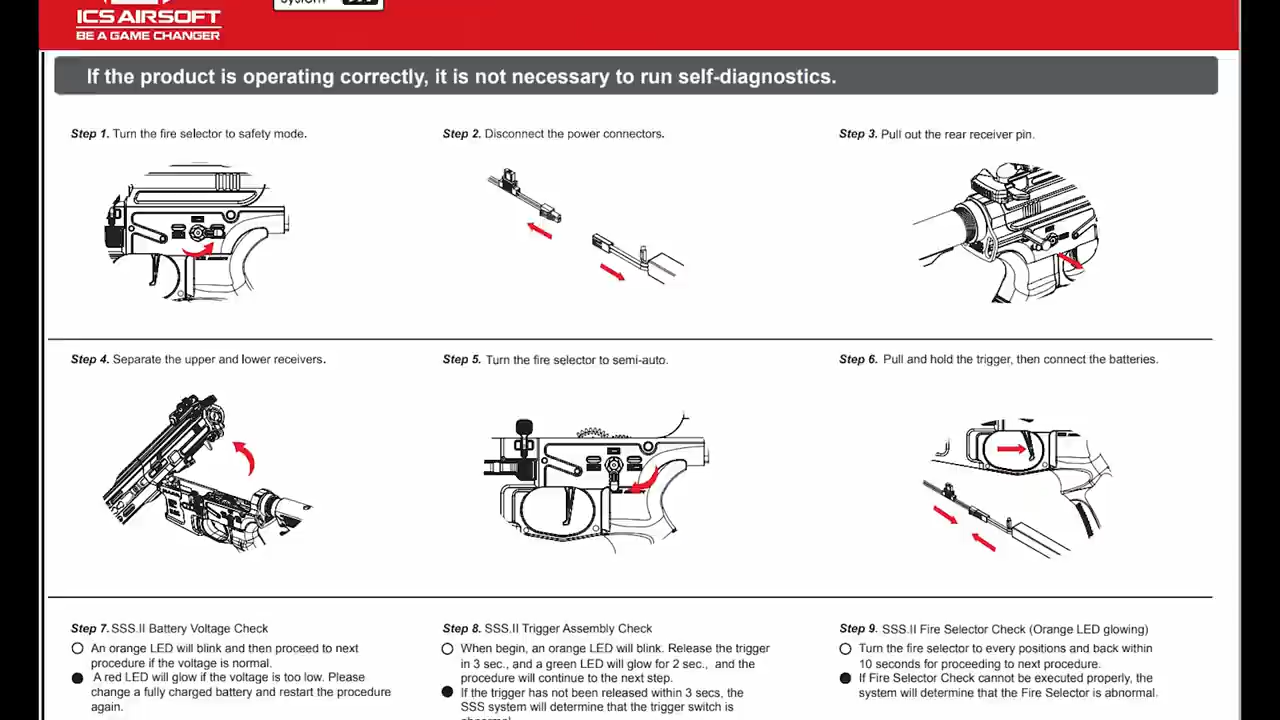 ICS AIRSOFT
BE A GAME CHANGER
System
If the product is operating correctly, it is not necessary to run self-diagnostics.
Step 1. Turn the fire selector to safety mode.
Step 2. Disconnect the power connectors.
Step 3. Pull out the rear receiver pin.
Step 4. Separate the upper and lower receivers.
Step 5. Turn the fire selector to semi-auto.
Step 6. Pull and hold the trigger, then connect the batteries.
Step 7. SSS.II Battery Voltage Check
An orange LED will blink and then proceed to next
procedure if the voltage is normal.
A red LED will glow if the voltage is too low. Please
change a fully charged battery and restart the procedure
again.
Step 8. SSS.II Trigger Assembly Check
When begin, an orange LED will blink. Release the trigger
in 3 sec., and a green LED will glow for 2 sec., and the
procedure will continue to the next step.
If the trigger has not been released within 3 secs, the
SSS system will determine that the trigger switch is
abnormal.
Step 9. SSS.II Fire Selector Check (Orange LED glowing)
Turn the fire selector to every positions and back within
10 seconds for proceeding to next procedure.
If Fire Selector Check cannot be executed properly, the
system will determine that the Fire Selector is abnormal.